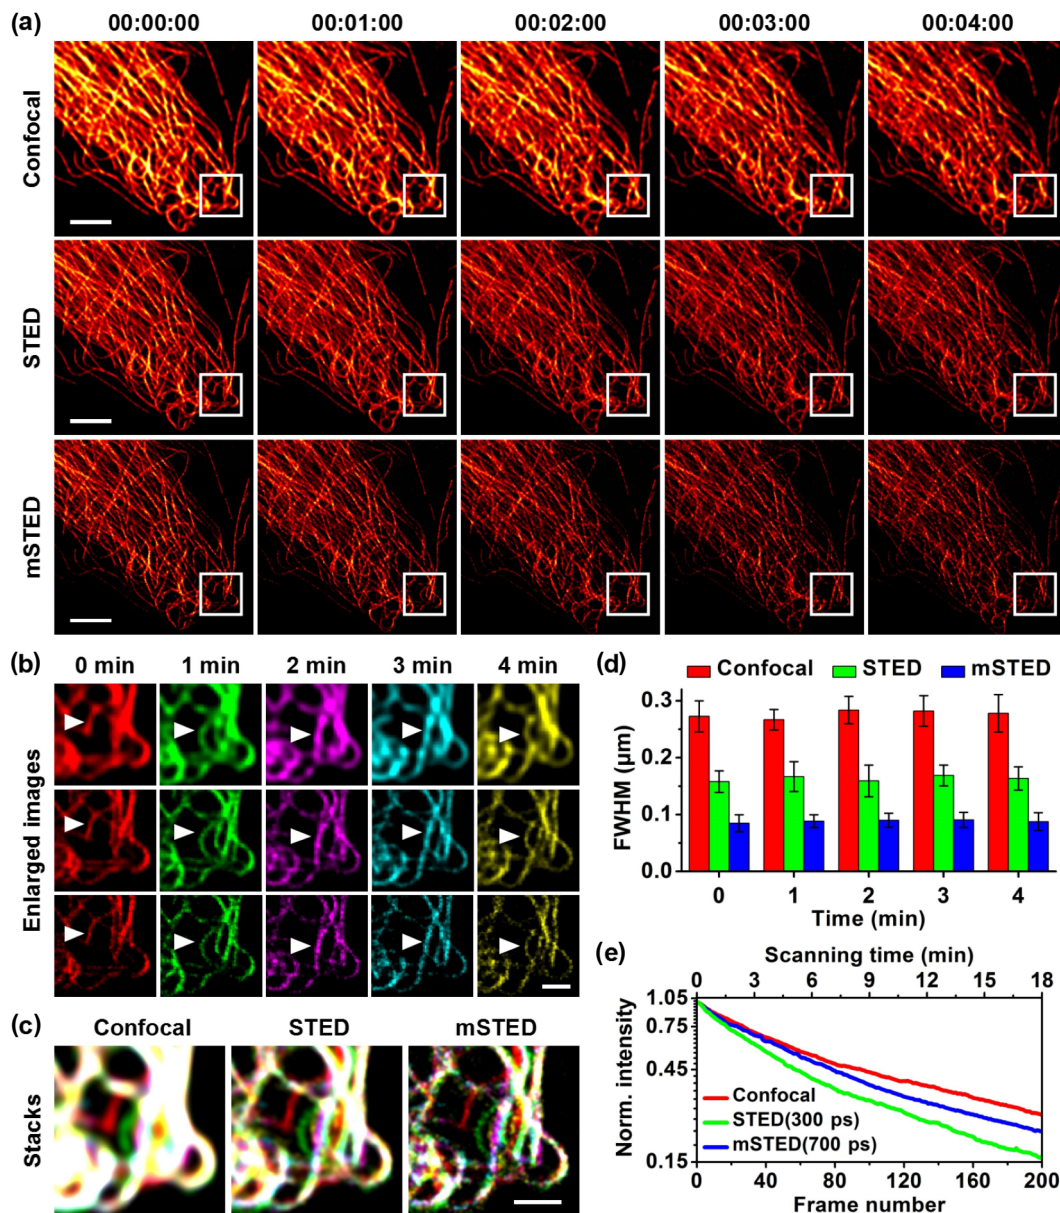 (a)
00:00:00 00:01:00 00:02:00 00:03:00 00:04:00
Confocal
STED
mSTED
(b)
0 min 1 min 2 min 3 min 4 min
Enlarged images
(c)
Confocal STED mSTED
Stacks
(d)
Confocal STED mSTED
FWHM (μm)
0.3
0.2
0.1
0.0
0 1 2 3 4
Time (min)
(e)
Scanning time (min)
0 3 6 9 12 15 18
Norm. intensity
1.05
0.75
0.45
0.15
Confocal
STED(300 ps)
mSTED(700 ps)
0 40 80 120 160 200
Frame number